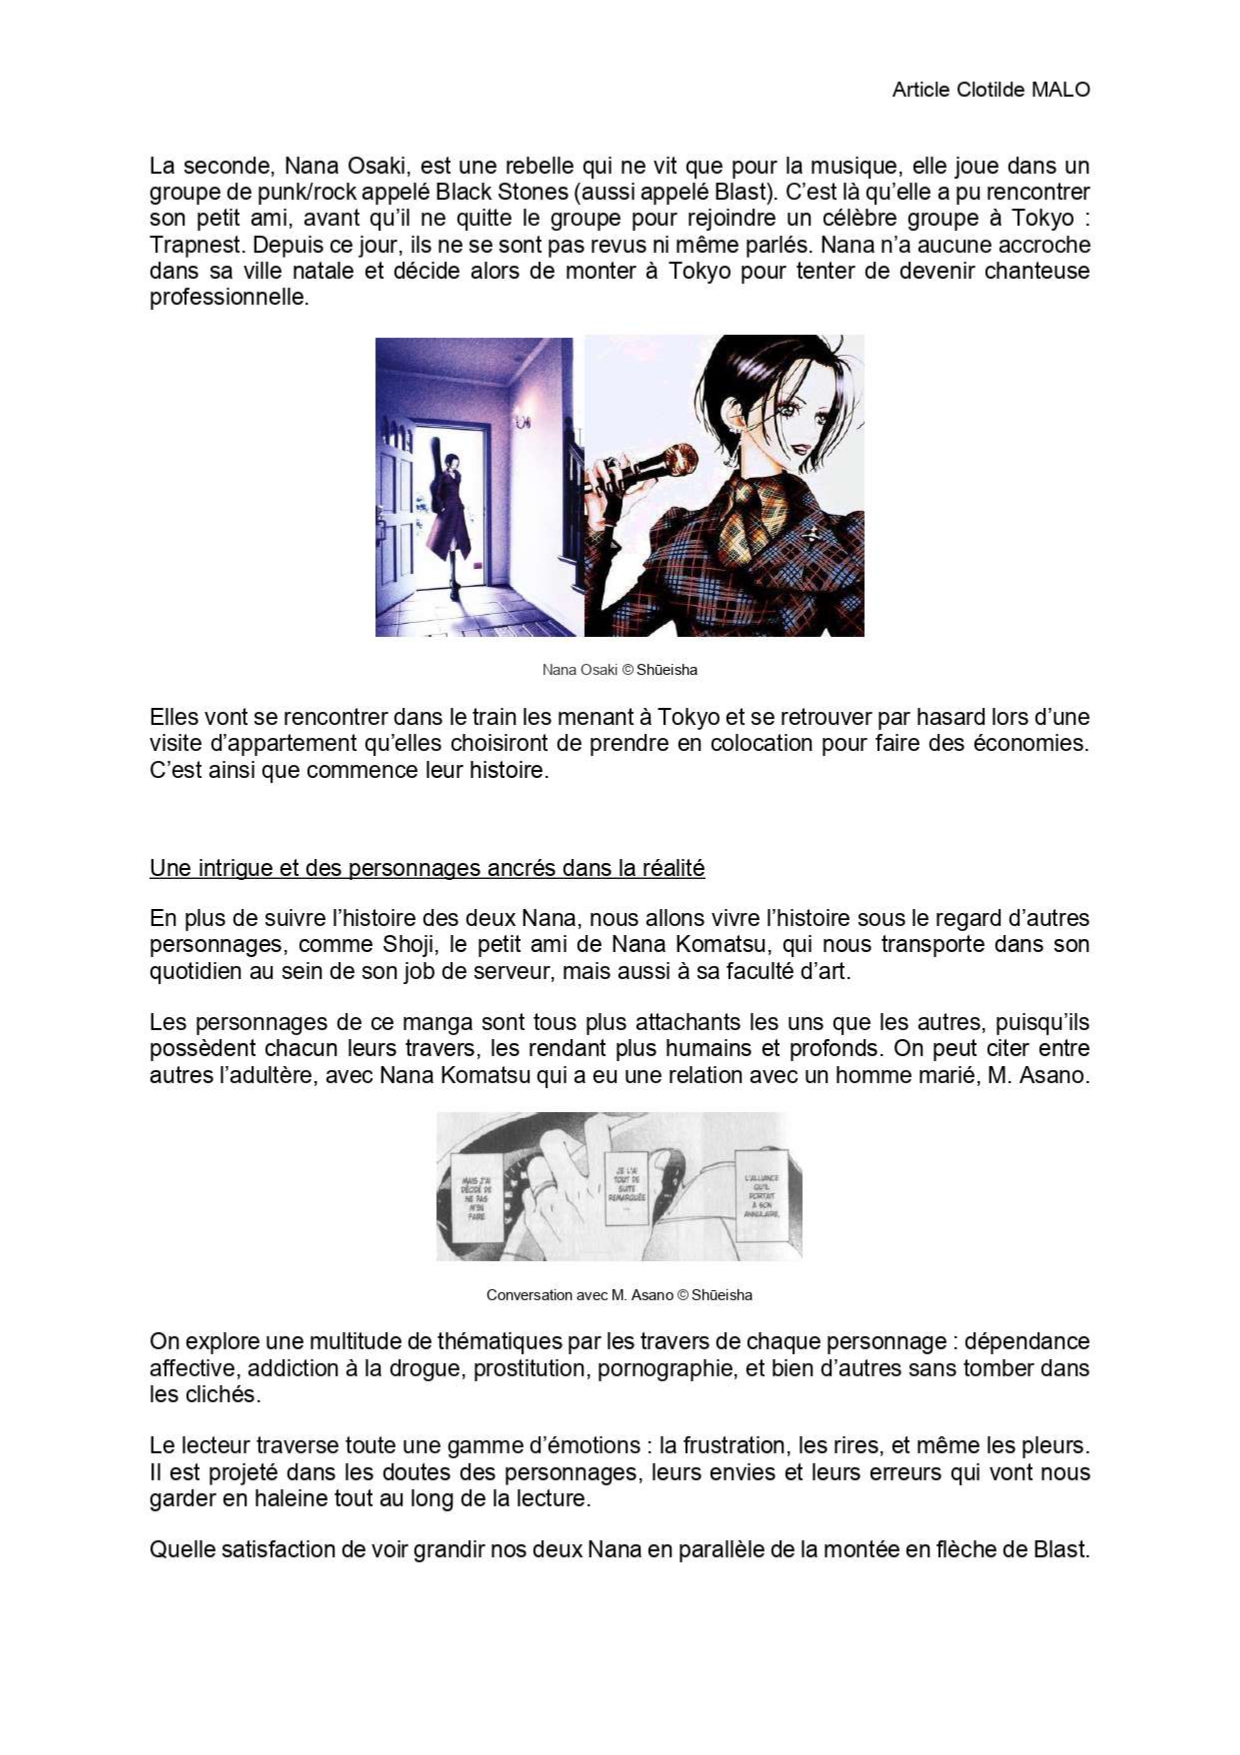 Article Clotilde MALO
La seconde, Nana Osaki, est une rebelle qui ne vit que pour la musique, elle joue dans un
groupe de punk/rock appelé Black Stones (aussi appelé Blast). C’est là qu’elle a pu rencontrer
son petit ami, avant qu’il ne quitte le groupe pour rejoindre un célèbre groupe à Tokyo :
Trapnest. Depuis ce jour, ils ne se sont pas revus ni même parlés. Nana n’a aucune accroche
dans sa ville natale et décide alors de monter à Tokyo pour tenter de devenir chanteuse
professionnelle.
Nana Osaki © Shūeisha
Elles vont se rencontrer dans le train les menant à Tokyo et se retrouver par hasard lors d’une
visite d’appartement qu’elles choisiront de prendre en colocation pour faire des économies.
C’est ainsi que commence leur histoire.
Une intrigue et des personnages ancrés dans la réalité
En plus de suivre l’histoire des deux Nana, nous allons vivre l’histoire sous le regard d’autres
personnages, comme Shoji, le petit ami de Nana Komatsu, qui nous transporte dans son
quotidien au sein de son job de serveur, mais aussi à sa faculté d’art.
Les personnages de ce manga sont tous plus attachants les uns que les autres, puisqu’ils
possèdent chacun leurs travers, les rendant plus humains et profonds. On peut citer entre
autres l’adultère, avec Nana Komatsu qui a eu une relation avec un homme marié, M. Asano.
MAIS J'AI
DÉCIDÉ DE
NE PAS
M'EN
FAIRE
JE L'AI
TOUT DE
SUITE
REMARQUÉE
...
L'ALLIANCE
QU'IL
PORTAIT
À SON
ANNULAIRE,
Conversation avec M. Asano © Shūeisha
On explore une multitude de thématiques par les travers de chaque personnage : dépendance
affective, addiction à la drogue, prostitution, pornographie, et bien d’autres sans tomber dans
les clichés.
Le lecteur traverse toute une gamme d’émotions : la frustration, les rires, et même les pleurs.
Il est projeté dans les doutes des personnages, leurs envies et leurs erreurs qui vont nous
garder en haleine tout au long de la lecture.
Quelle satisfaction de voir grandir nos deux Nana en parallèle de la montée en flèche de Blast.